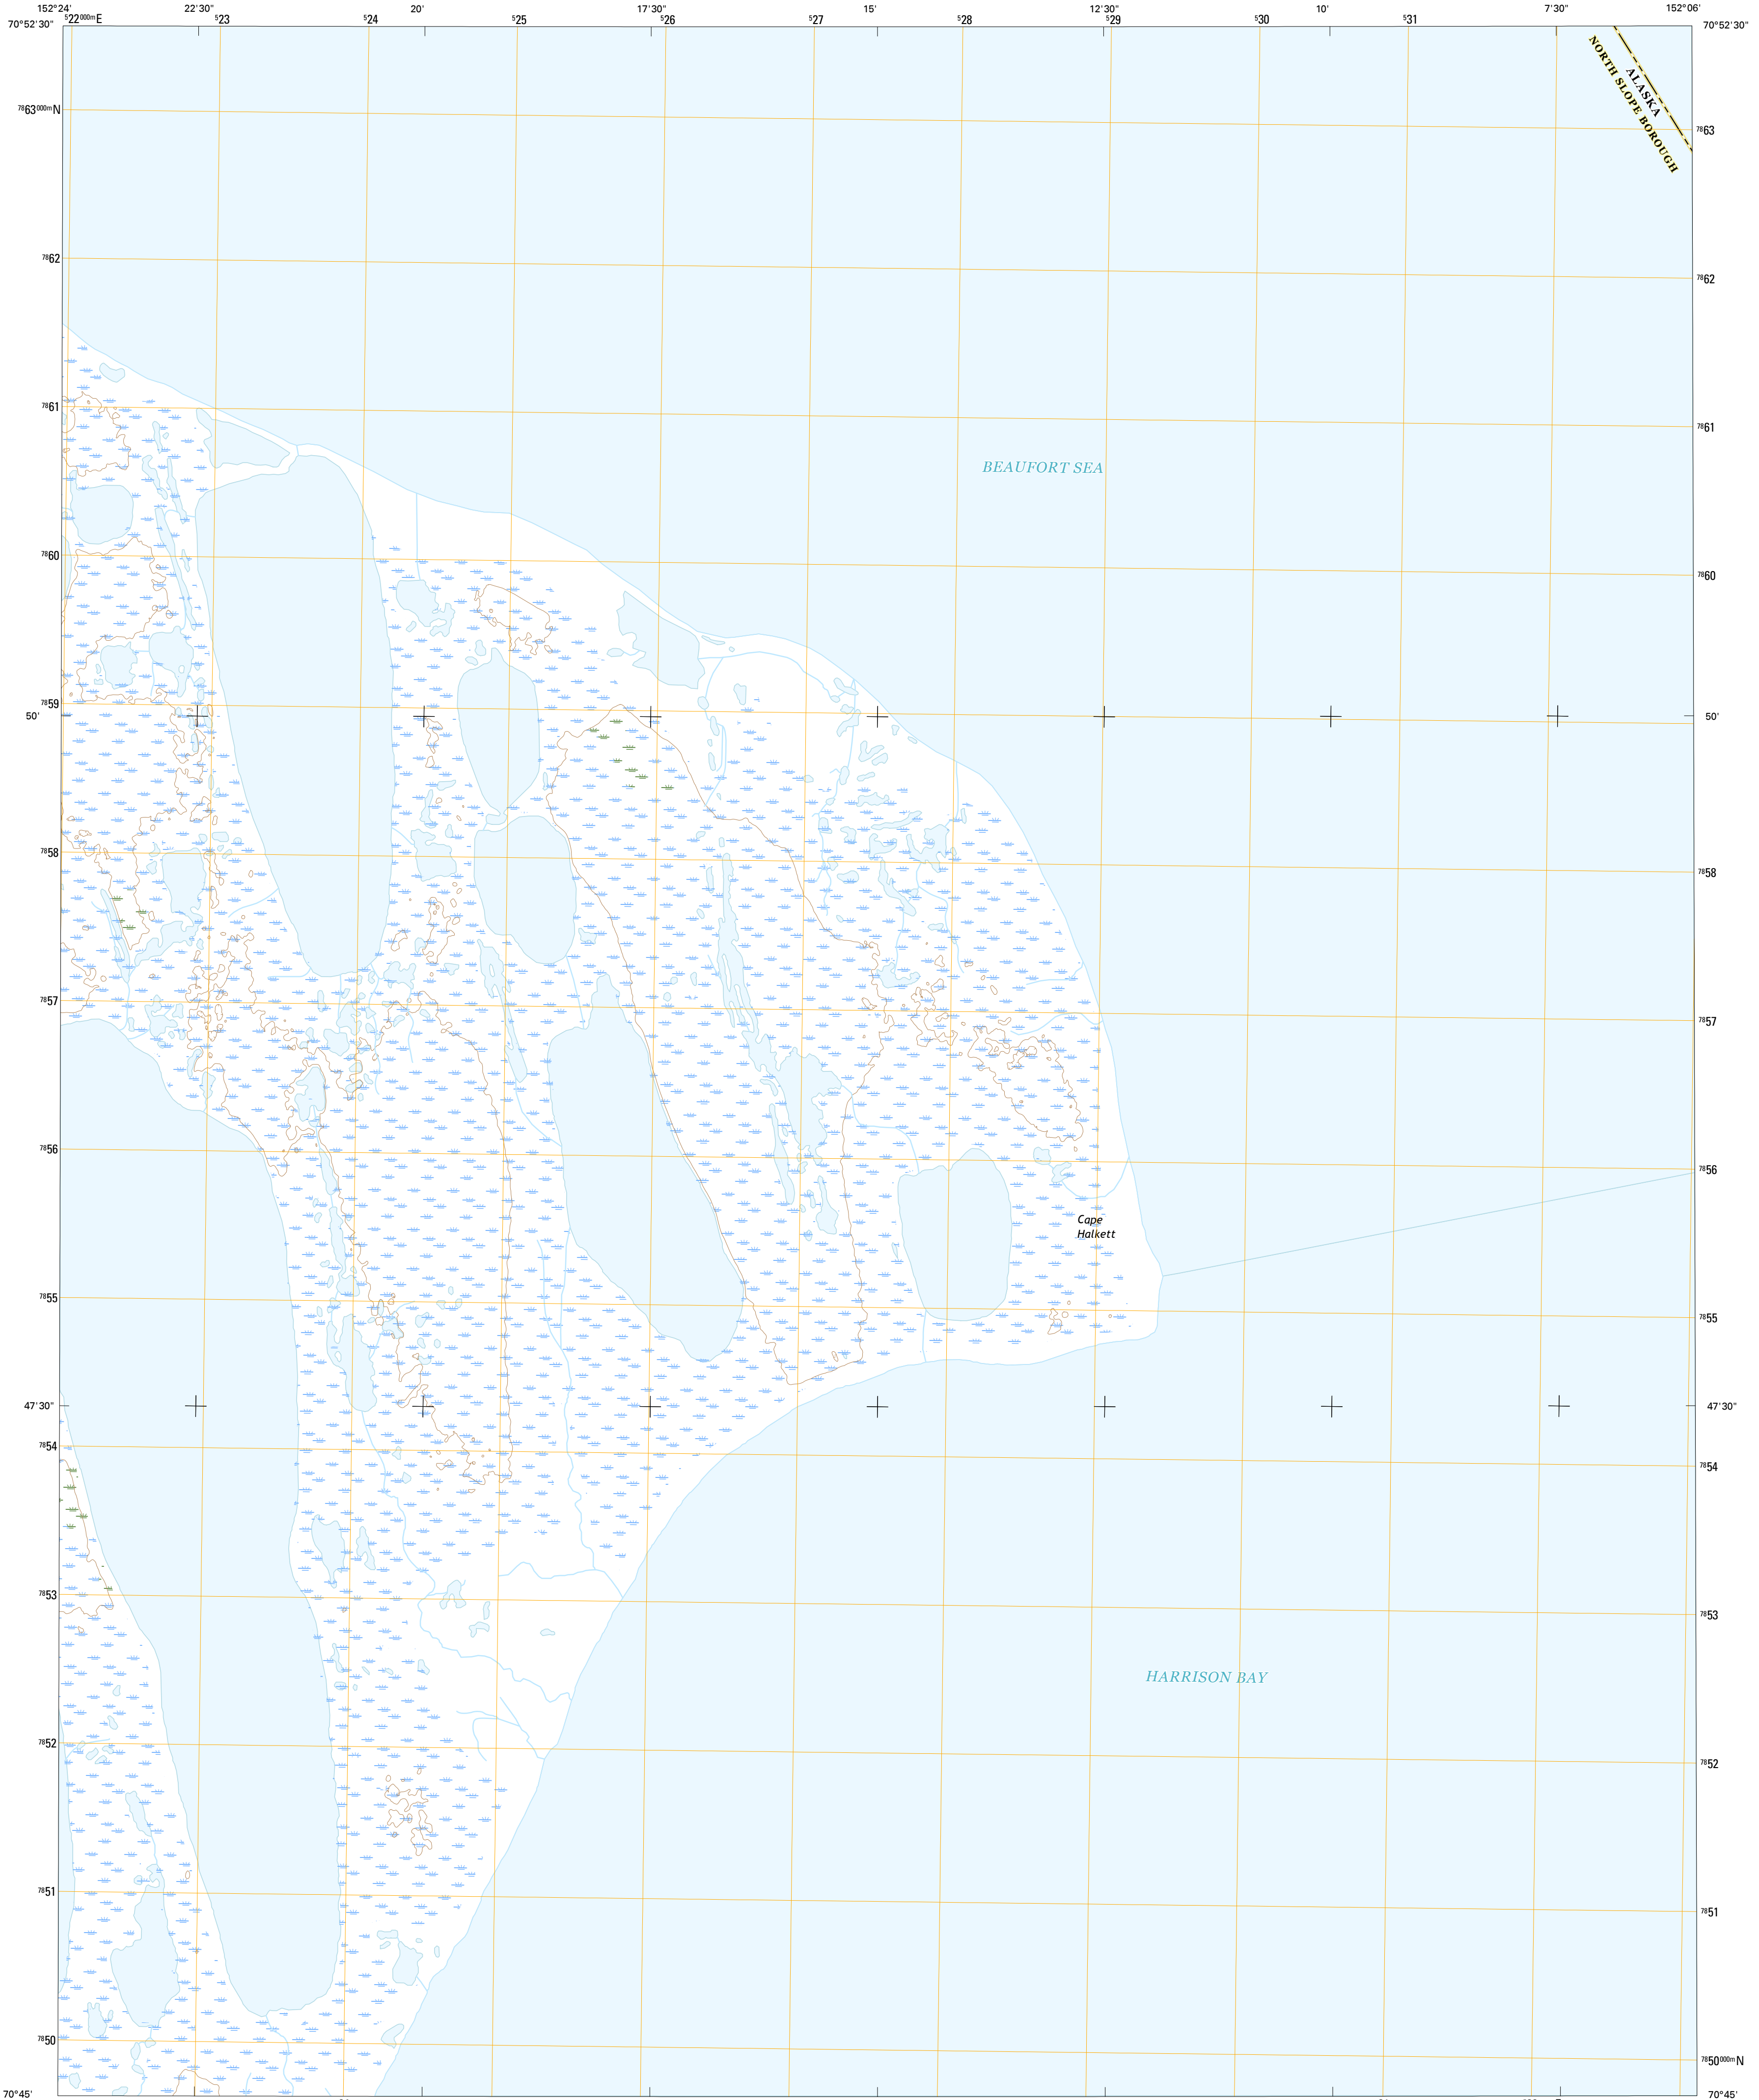 152°24' 22'30" 20' 17'30" 15' 12'30" 10' 7'30" 152°06'
⁵22⁰⁰⁰ᵐE ⁵23 ⁵24 ⁵25 ⁵26 ⁵27 ⁵28 ⁵29 ⁵30 ⁵31
70°52'30" 70°52'30"
ALASKA
NORTH SLOPE BOROUGH
⁷⁸63⁰⁰⁰ᵐN ⁷⁸63
⁷⁸62 ⁷⁸62
⁷⁸61 ⁷⁸61
BEAUFORT SEA
⁷⁸60 ⁷⁸60
⁷⁸59
50' 50'
⁷⁸58 ⁷⁸58
⁷⁸57 ⁷⁸57
⁷⁸56 ⁷⁸56
Cape
Halkett
⁷⁸55 ⁷⁸55
47'30" 47'30"
⁷⁸54 ⁷⁸54
⁷⁸53 ⁷⁸53
HARRISON BAY
⁷⁸52 ⁷⁸52
⁷⁸51 ⁷⁸51
⁷⁸50 ⁷⁸50⁰⁰⁰ᵐN
70°45' 70°45'